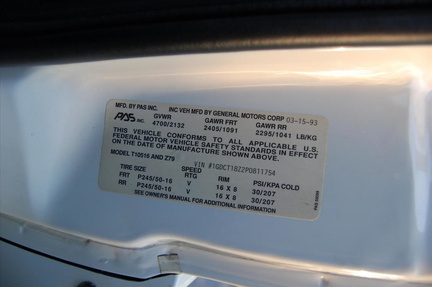 MFD. BY PAS INC. INC VEH MFD BY GENERAL MOTORS CORP 03-15-93
PAS INC. GVWR GAWR FRT GAWR RR
4700/2132 2405/1091 2295/1041 LB/KG
THIS VEHICLE CONFORMS TO ALL APPLICABLE U.S.
FEDERAL MOTOR VEHICLE SAFETY STANDARDS IN EFFECT
ON THE DATE OF MANUFACTURE SHOWN ABOVE.
MODEL T10516 AND Z79 VIN #1GDCT18Z2P0811754
TIRE SIZE SPEED RTG RIM PSI/KPA COLD
FRT P245/50-16 V 16 X 8 30/207
RR P245/50-16 V 16 X 8 30/207
SEE OWNER'S MANUAL FOR ADDITIONAL INFORMATION